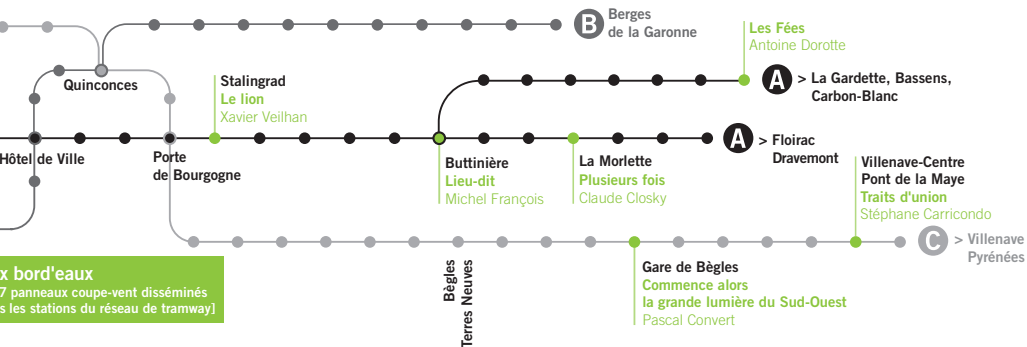 B
Berges
de la Garonne
Les Fées
Antoine Dorotte
A
> La Gardette, Bassens,
Carbon-Blanc
Quinconces
Stalingrad
Le lion
Xavier Veilhan
A
> Floirac
Dravemont
Hôtel de Ville
Porte
de Bourgogne
Buttinière
Lieu-dit
Michel François
La Morlette
Plusieurs fois
Claude Closky
Villenave-Centre
Pont de la Maye
Traits d'union
Stéphane Carricondo
C
> Villenave
Pyrénées
Bègles
Terres Neuves
Gare de Bègles
Commence alors
la grande lumière du Sud-Ouest
Pascal Convert
x bord'eaux
7 panneaux coupe-vent disséminés
s les stations du réseau de tramway]